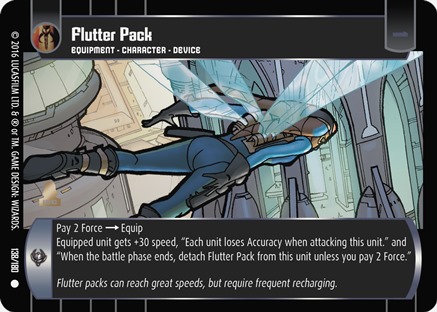 Flutter Pack
EQUIPMENT - CHARACTER - DEVICE
Pay 2 Force → Equip
Equipped unit gets +30 speed, "Each unit loses Accuracy when attacking this unit." and
"When the battle phase ends, detach Flutter Pack from this unit unless you pay 2 Force."
Flutter packs can reach great speeds, but require frequent recharging.
© 2016 LUCASFILM LTD. & ® or TM. GAME DESIGN: WIZARDS.